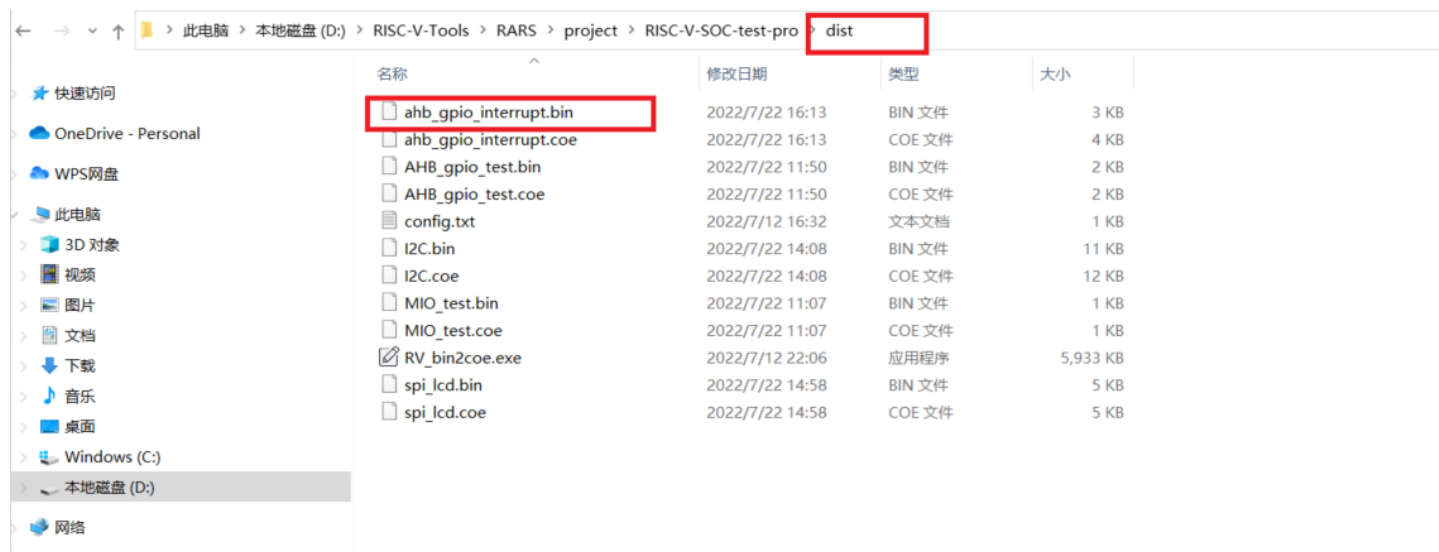 此电脑 > 本地磁盘 (D:) > RISC-V-Tools > RARS > project > RISC-V-SOC-test-pro > dist
名称 修改日期 类型 大小
快速访问
OneDrive - Personal
WPS网盘
此电脑
3D 对象
视频
图片
文档
下载
音乐
桌面
Windows (C:)
本地磁盘 (D:)
网络
ahb_gpio_interrupt.bin 2022/7/22 16:13 BIN 文件 3 KB
ahb_gpio_interrupt.coe 2022/7/22 16:13 COE 文件 4 KB
AHB_gpio_test.bin 2022/7/22 11:50 BIN 文件 2 KB
AHB_gpio_test.coe 2022/7/22 11:50 COE 文件 2 KB
config.txt 2022/7/12 16:32 文本文档 1 KB
I2C.bin 2022/7/22 14:08 BIN 文件 11 KB
I2C.coe 2022/7/22 14:08 COE 文件 12 KB
MIO_test.bin 2022/7/22 11:07 BIN 文件 1 KB
MIO_test.coe 2022/7/22 11:07 COE 文件 1 KB
RV_bin2coe.exe 2022/7/12 22:06 应用程序 5,933 KB
spi_lcd.bin 2022/7/22 14:58 BIN 文件 5 KB
spi_lcd.coe 2022/7/22 14:58 COE 文件 5 KB